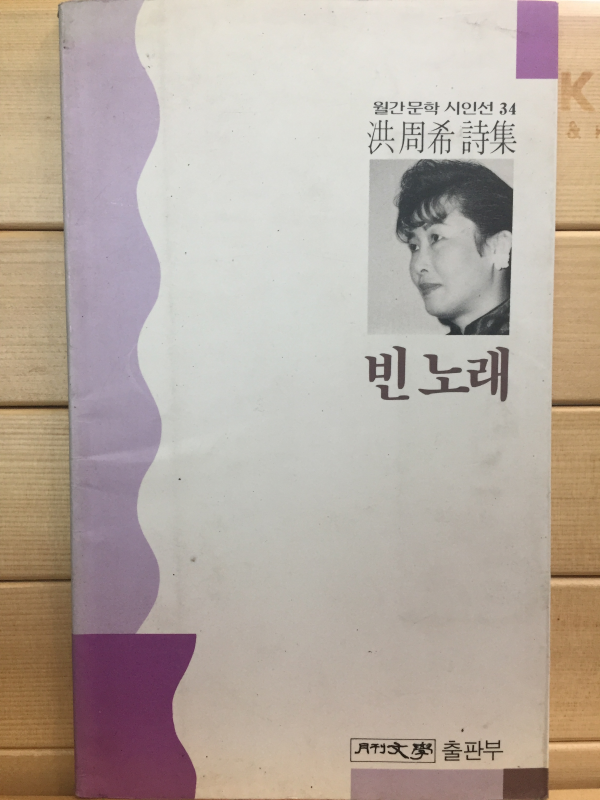 월간문학 시인선 34
洪周希 詩集
빈 노래
月刊文學 출판부
K
& K